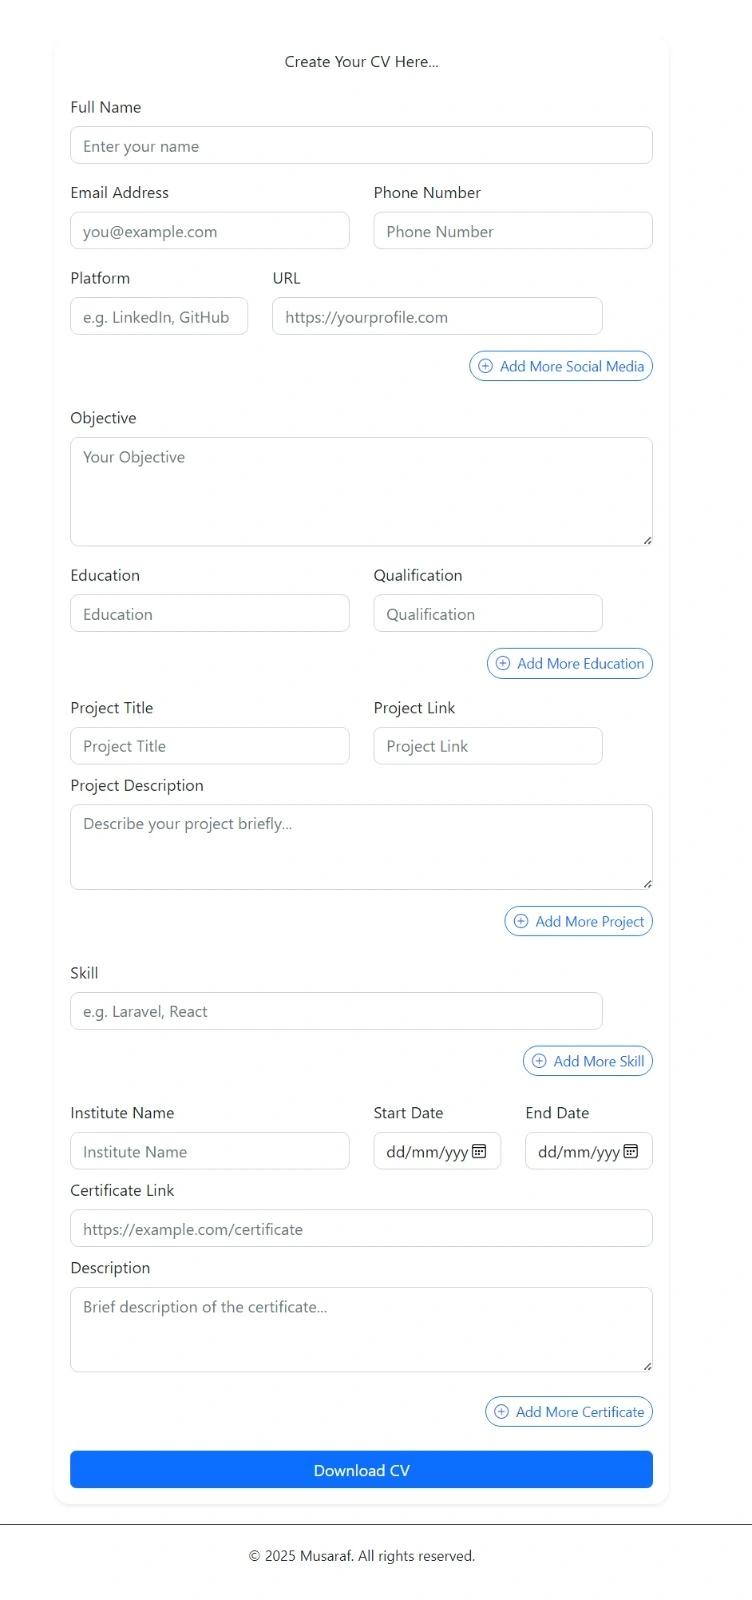 Create Your CV Here...
Full Name
Enter your name
Email Address Phone Number
you@example.com Phone Number
Platform URL
e.g. LinkedIn, GitHub https://yourprofile.com
Add More Social Media
Objective
Your Objective
Education Qualification
Education Qualification
Add More Education
Project Title Project Link
Project Title Project Link
Project Description
Describe your project briefly...
Add More Project
Skill
e.g. Laravel, React
Add More Skill
Institute Name Start Date End Date
Institute Name dd/mm/yyy dd/mm/yyy
Certificate Link
https://example.com/certificate
Description
Brief description of the certificate...
Add More Certificate
Download CV
© 2025 Musaraf. All rights reserved.